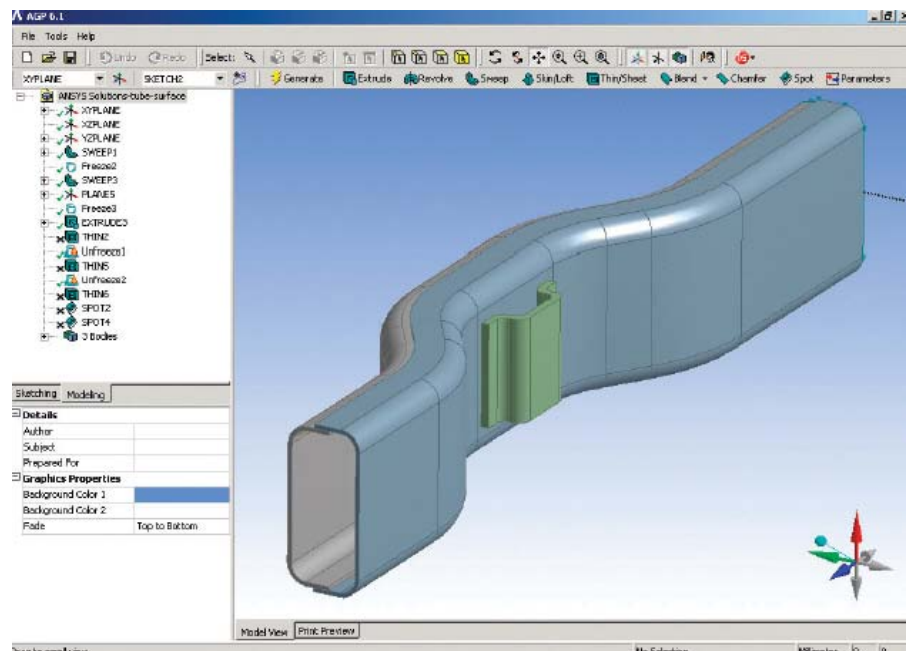 AGP 6.1
File Tools Help
Undo Redo Select:
XYPLANE SKETCH2 Generate Extrude Revolve Sweep Skin/Loft Thin/Sheet Blend Chamfer Spot Parameters
ANSYS Solutions-tube-surface
XYPLANE
XZPLANE
YZPLANE
SWEEP1
Freeze2
SWEEP3
PLANE5
Freeze3
EXTRUDE3
THIN2
Unfreeze1
THIN5
Unfreeze2
THIN6
SPOT2
SPOT4
3 Bodies
Sketching Modeling
Details
Author
Subject
Prepared For
Graphics Properties
Background Color 1
Background Color 2
Fade Top to Bottom
Model View Print Preview
No Selection Millimeter 0 0